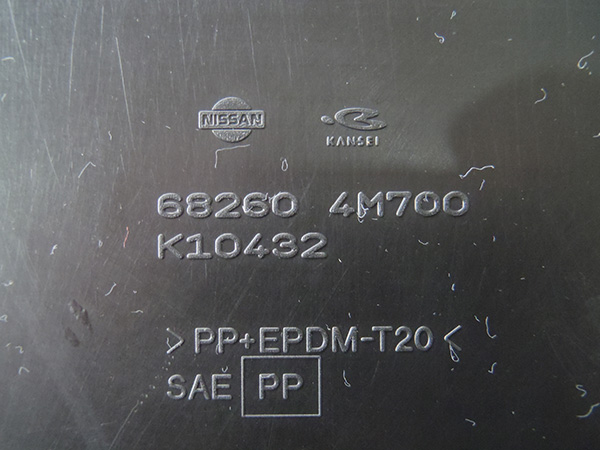 NISSAN
KANSEI
68260 4M700
K10432
>PP+EPDM-T20<
SAE PP